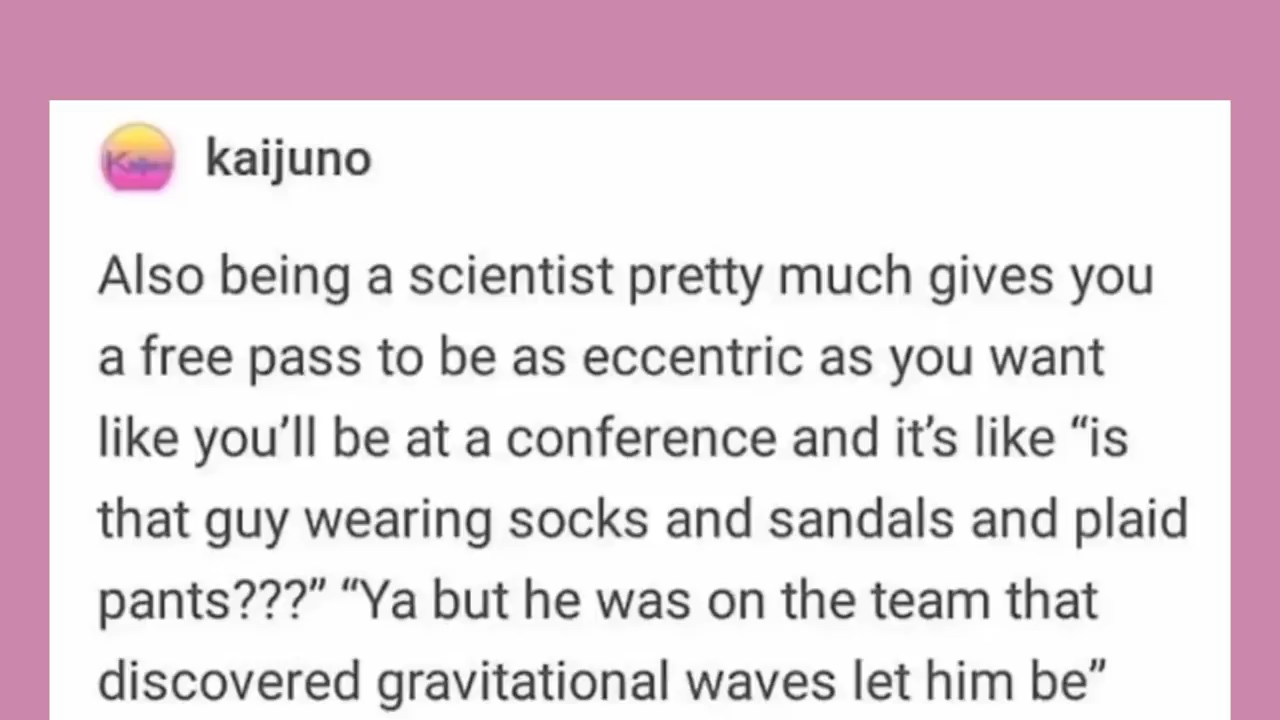 kaijuno
Also being a scientist pretty much gives you
a free pass to be as eccentric as you want
like you’ll be at a conference and it’s like “is
that guy wearing socks and sandals and plaid
pants???” “Ya but he was on the team that
discovered gravitational waves let him be”